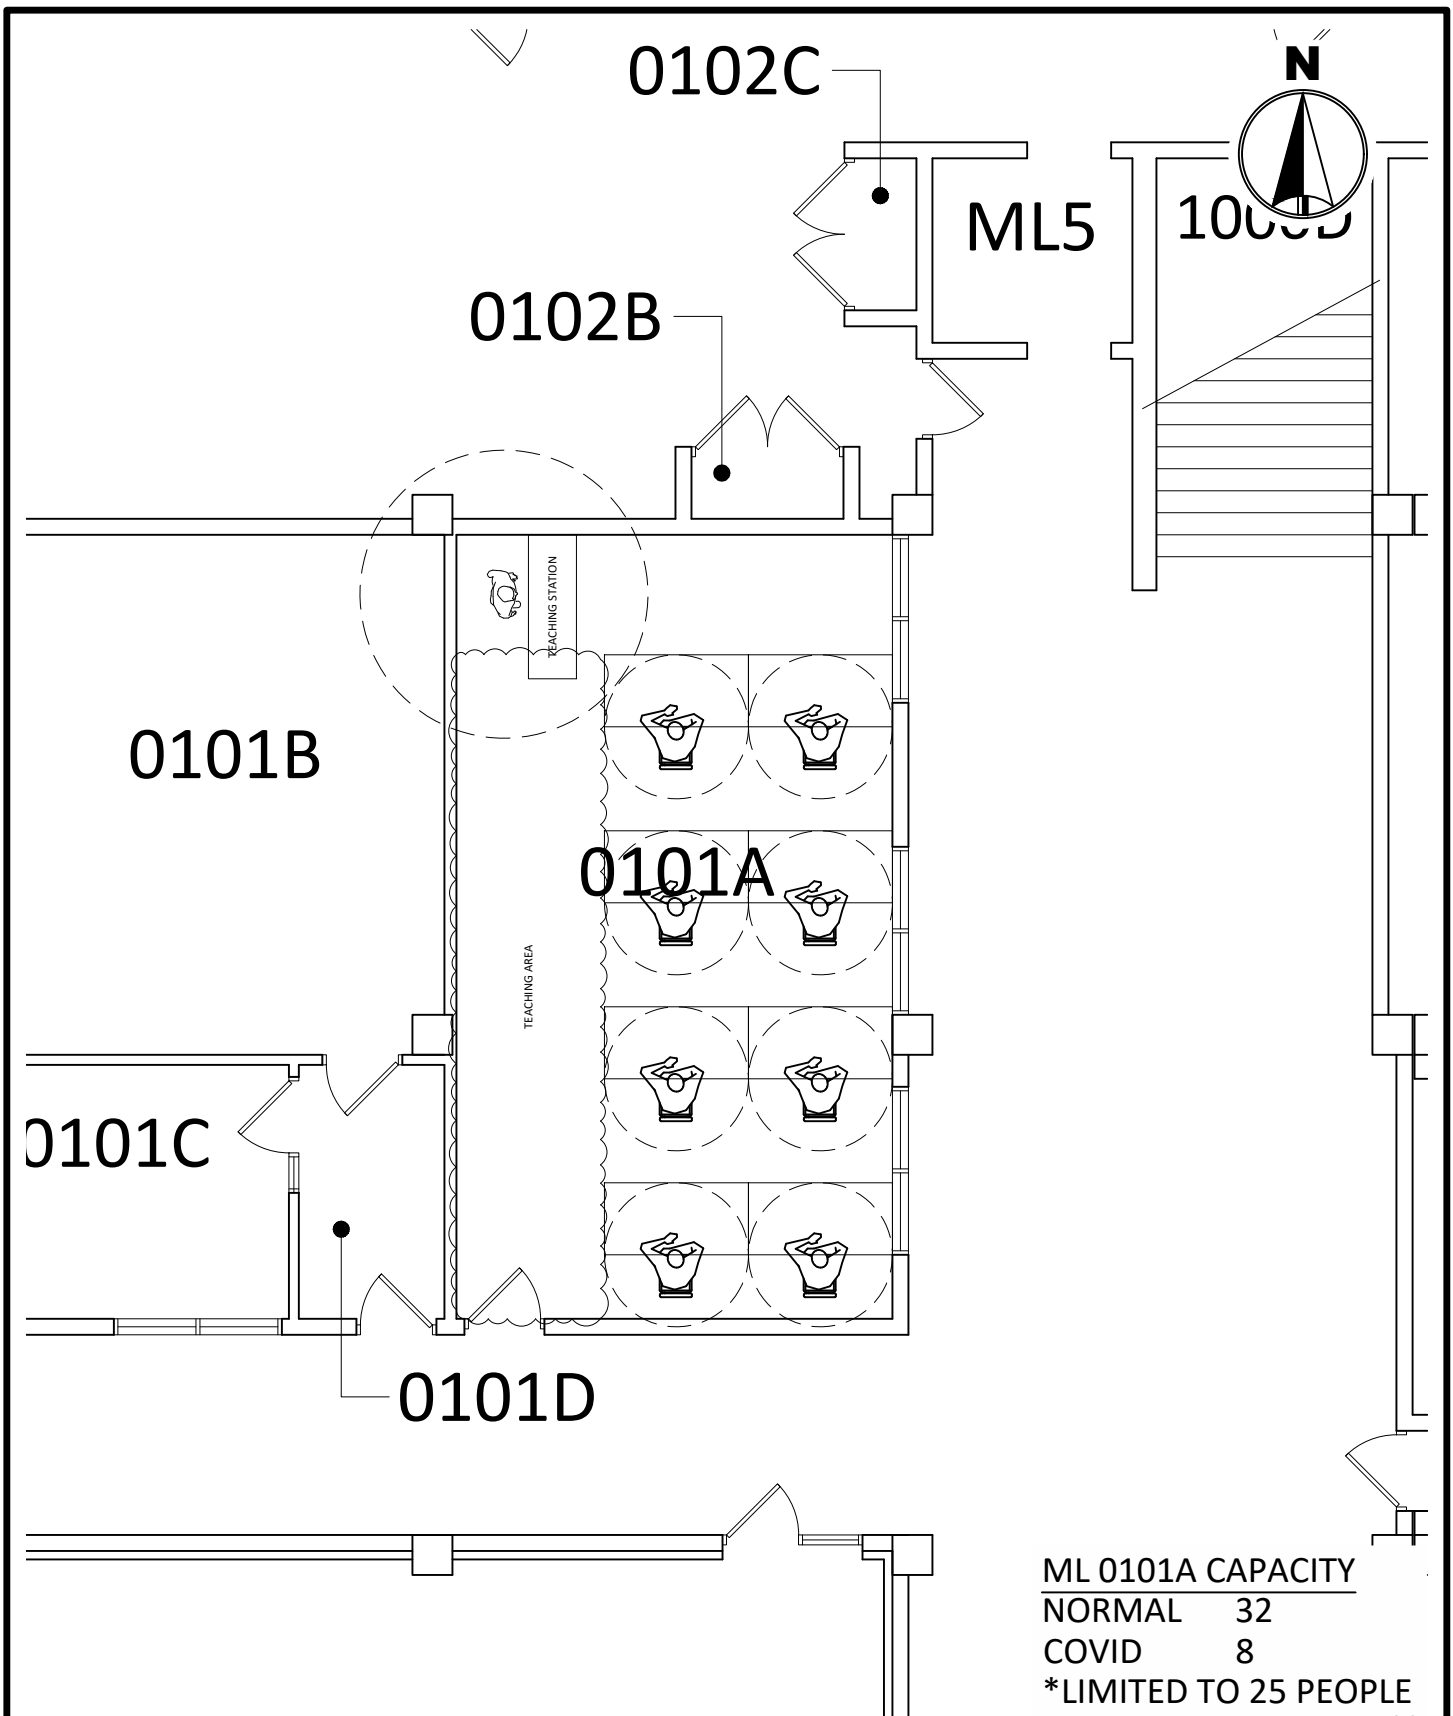 0102C
N
ML5
0102B
TEACHING STATION
0101B
0101A
TEACHING AREA
0101C
0101D
ML 0101A CAPACITY
NORMAL 32
COVID 8
*LIMITED TO 25 PEOPLE